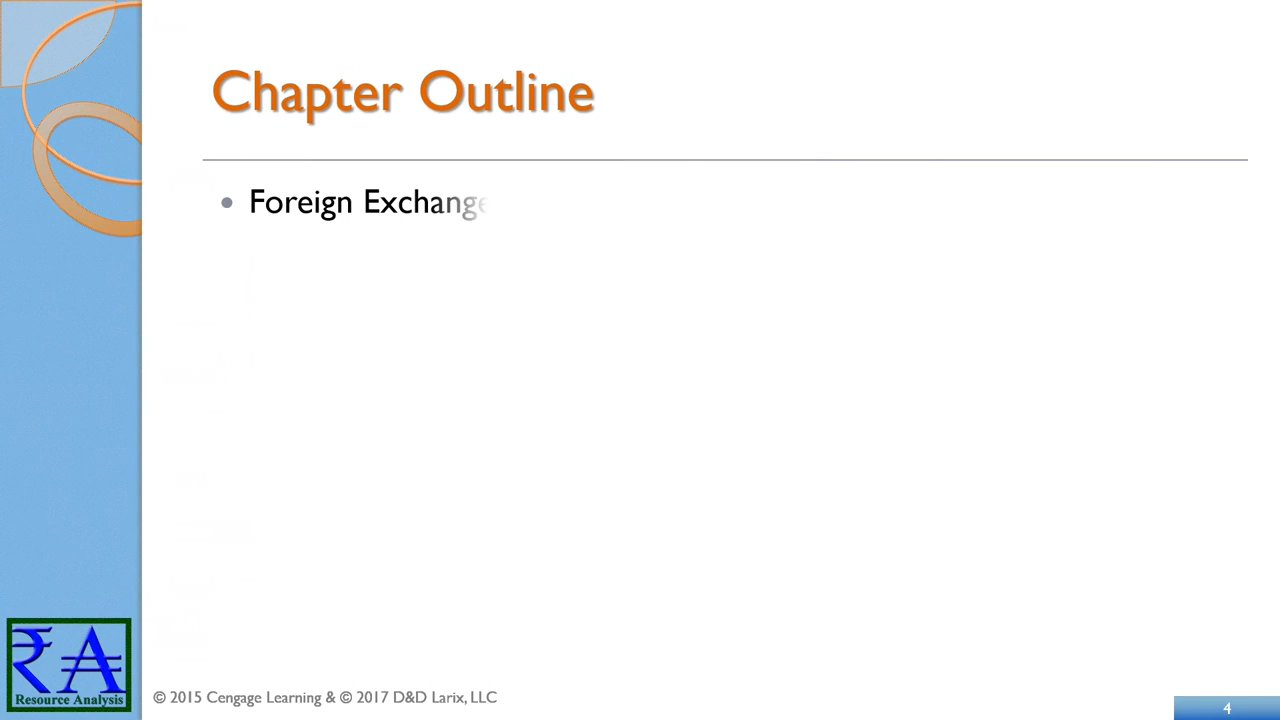 Chapter Outline
• Foreign Exchange
₹A
Resource Analysis
© 2015 Cengage Learning & © 2017 D&D Larix, LLC
4